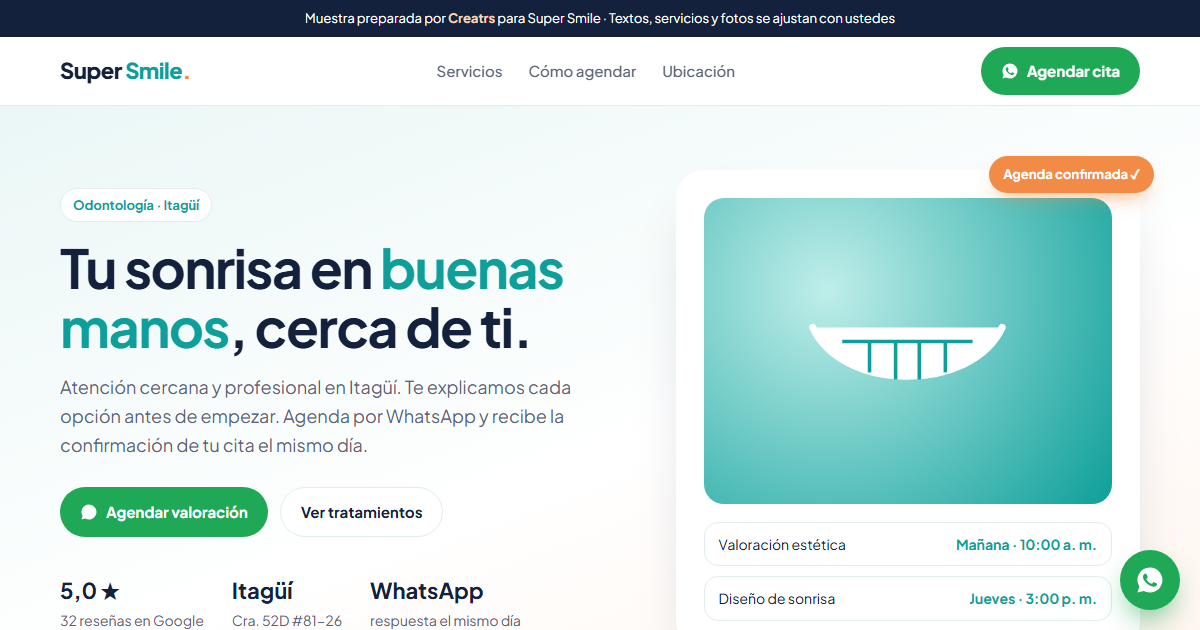 Muestra preparada por Creatrs para Super Smile · Textos, servicios y fotos se ajustan con ustedes
Super Smile.
Servicios
Cómo agendar
Ubicación
Agendar cita
Agenda confirmada ✓
Odontología · Itagüí
Tu sonrisa en buenas
manos, cerca de ti.
Atención cercana y profesional en Itagüí. Te explicamos cada
opción antes de empezar. Agenda por WhatsApp y recibe la
confirmación de tu cita el mismo día.
Agendar valoración
Ver tratamientos
Valoración estética
Mañana · 10:00 a. m.
Diseño de sonrisa
Jueves · 3:00 p. m.
5,0 ★
32 reseñas en Google
Itagüí
Cra. 52D #81-26
WhatsApp
respuesta el mismo día